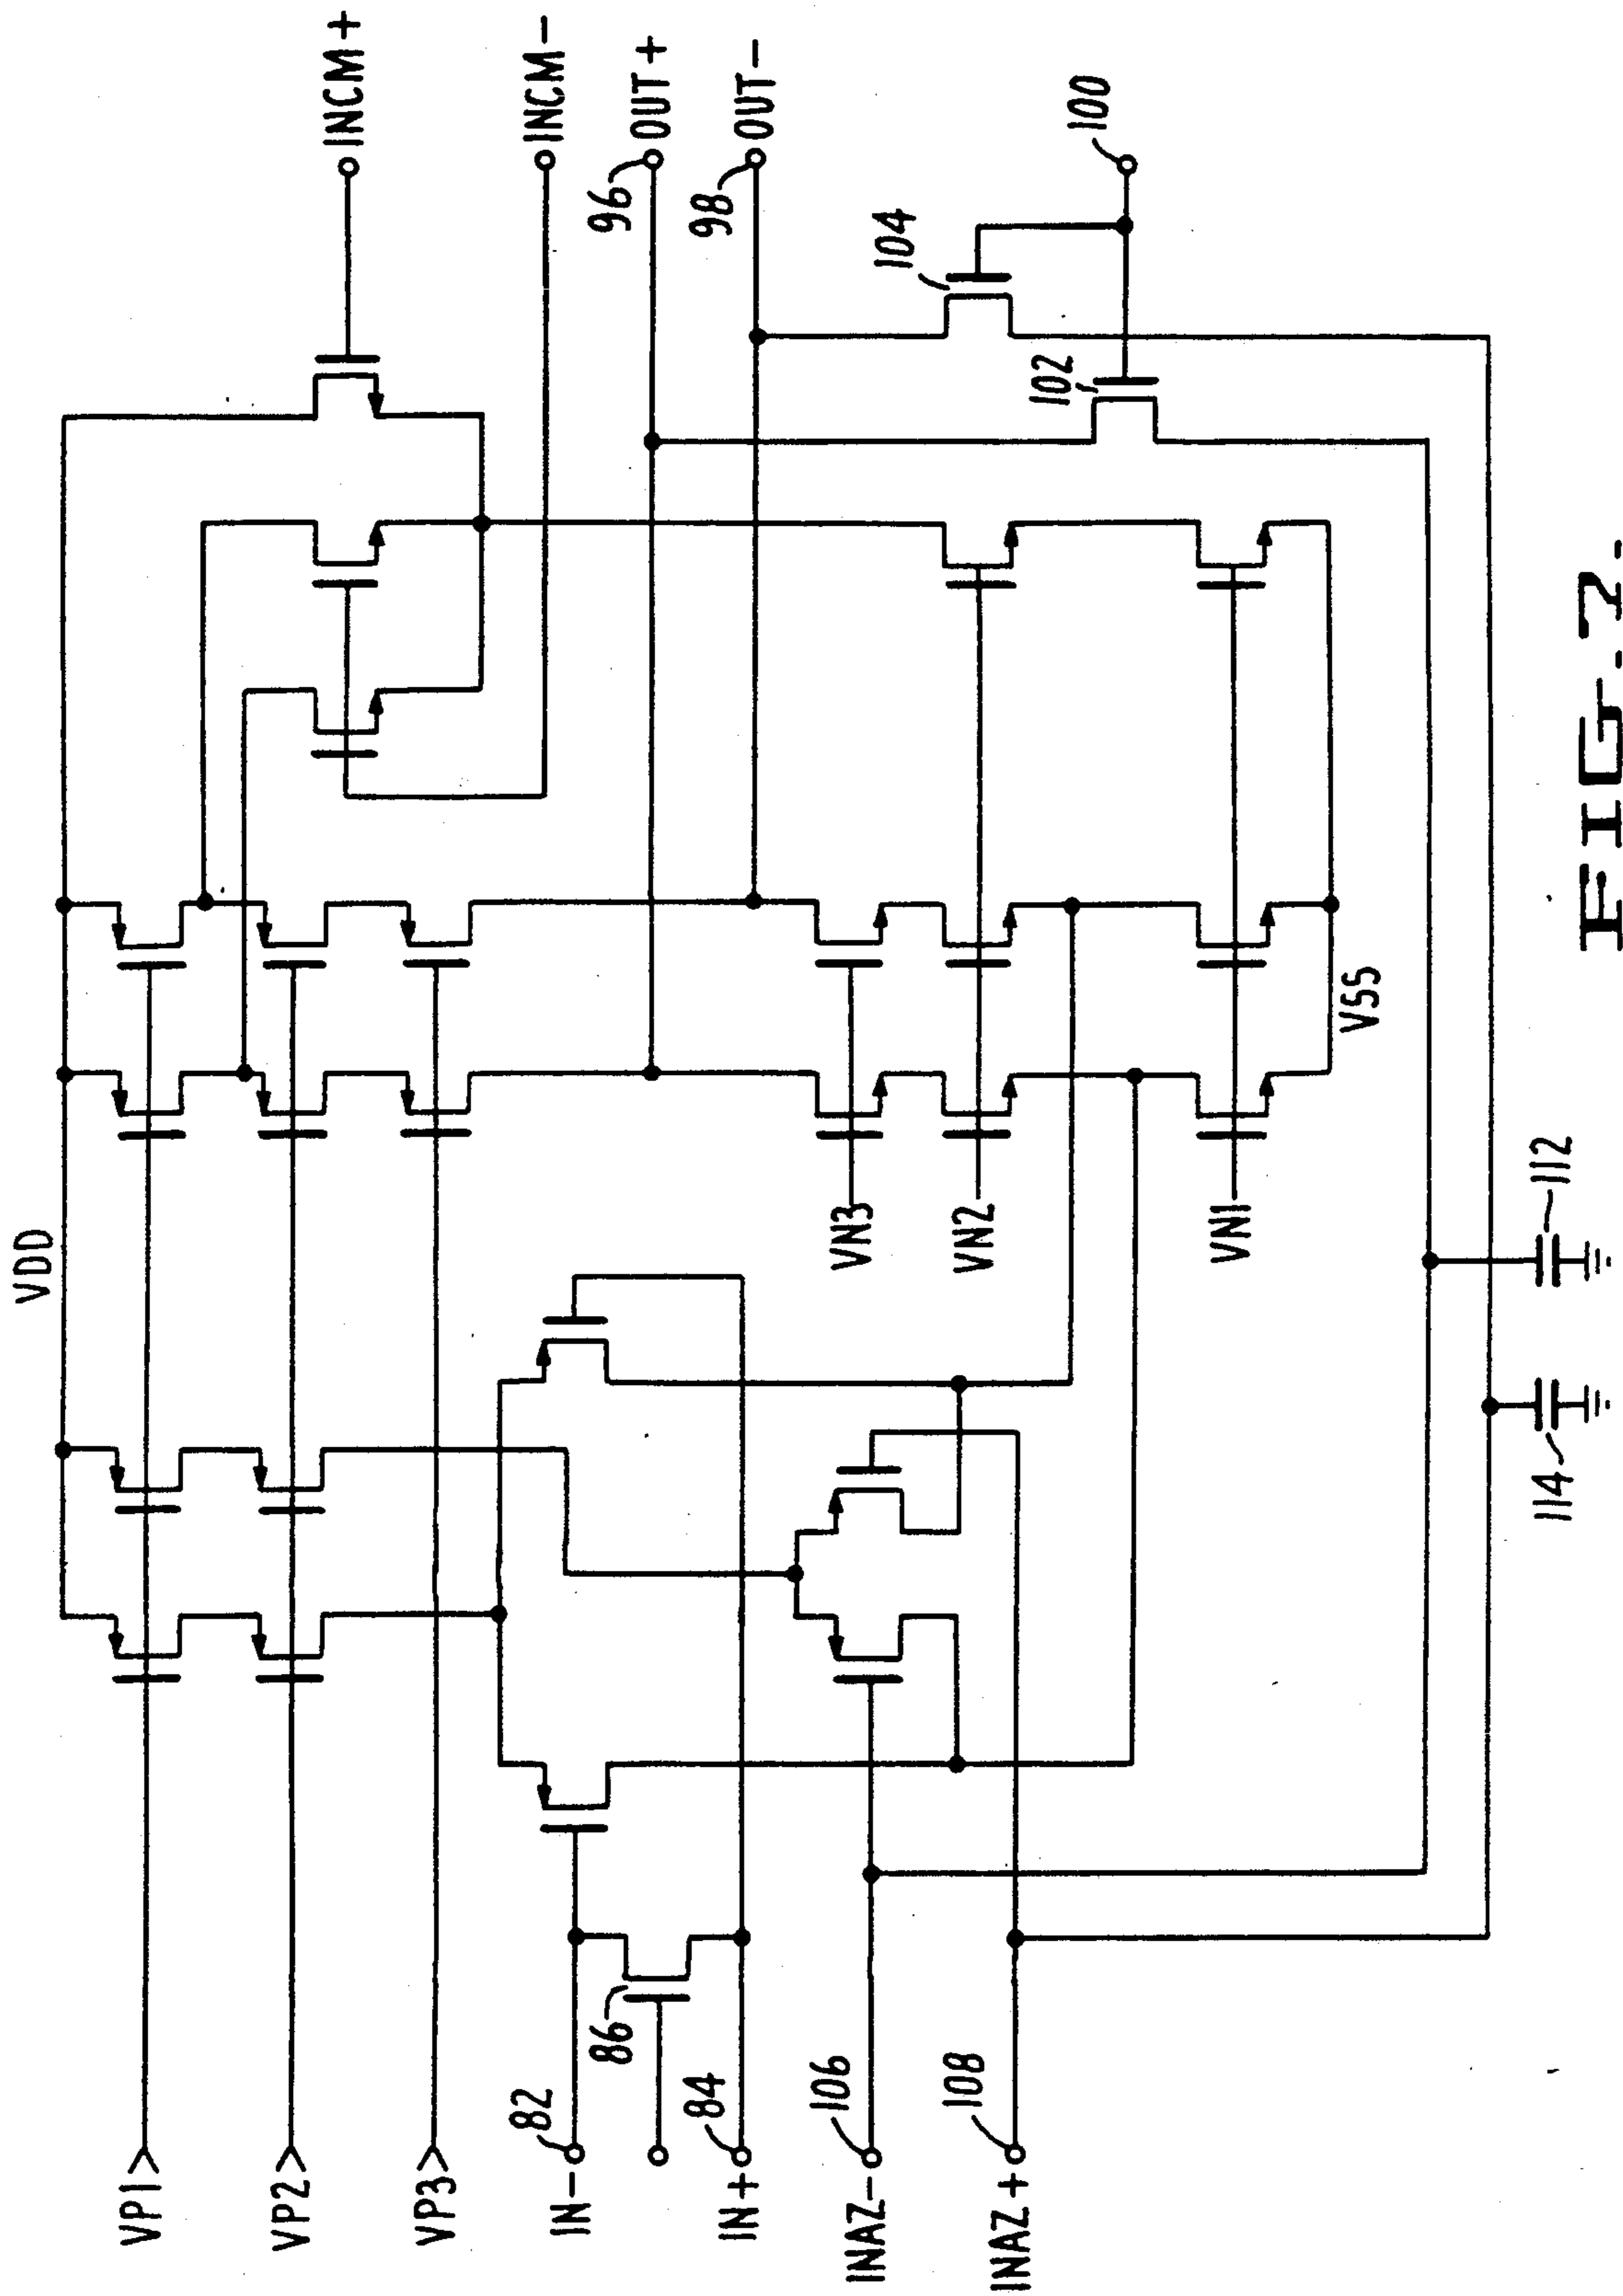 VDD
VP1
VP2
INCM+
VP3
82
INCM-
IN-
86
96
OUT+
84
98
IN+
OUT-
106
VN3
INAZ-
104
108
VN2
INAZ+
102
100
VN1
VSS
114
112
FIG. 7.